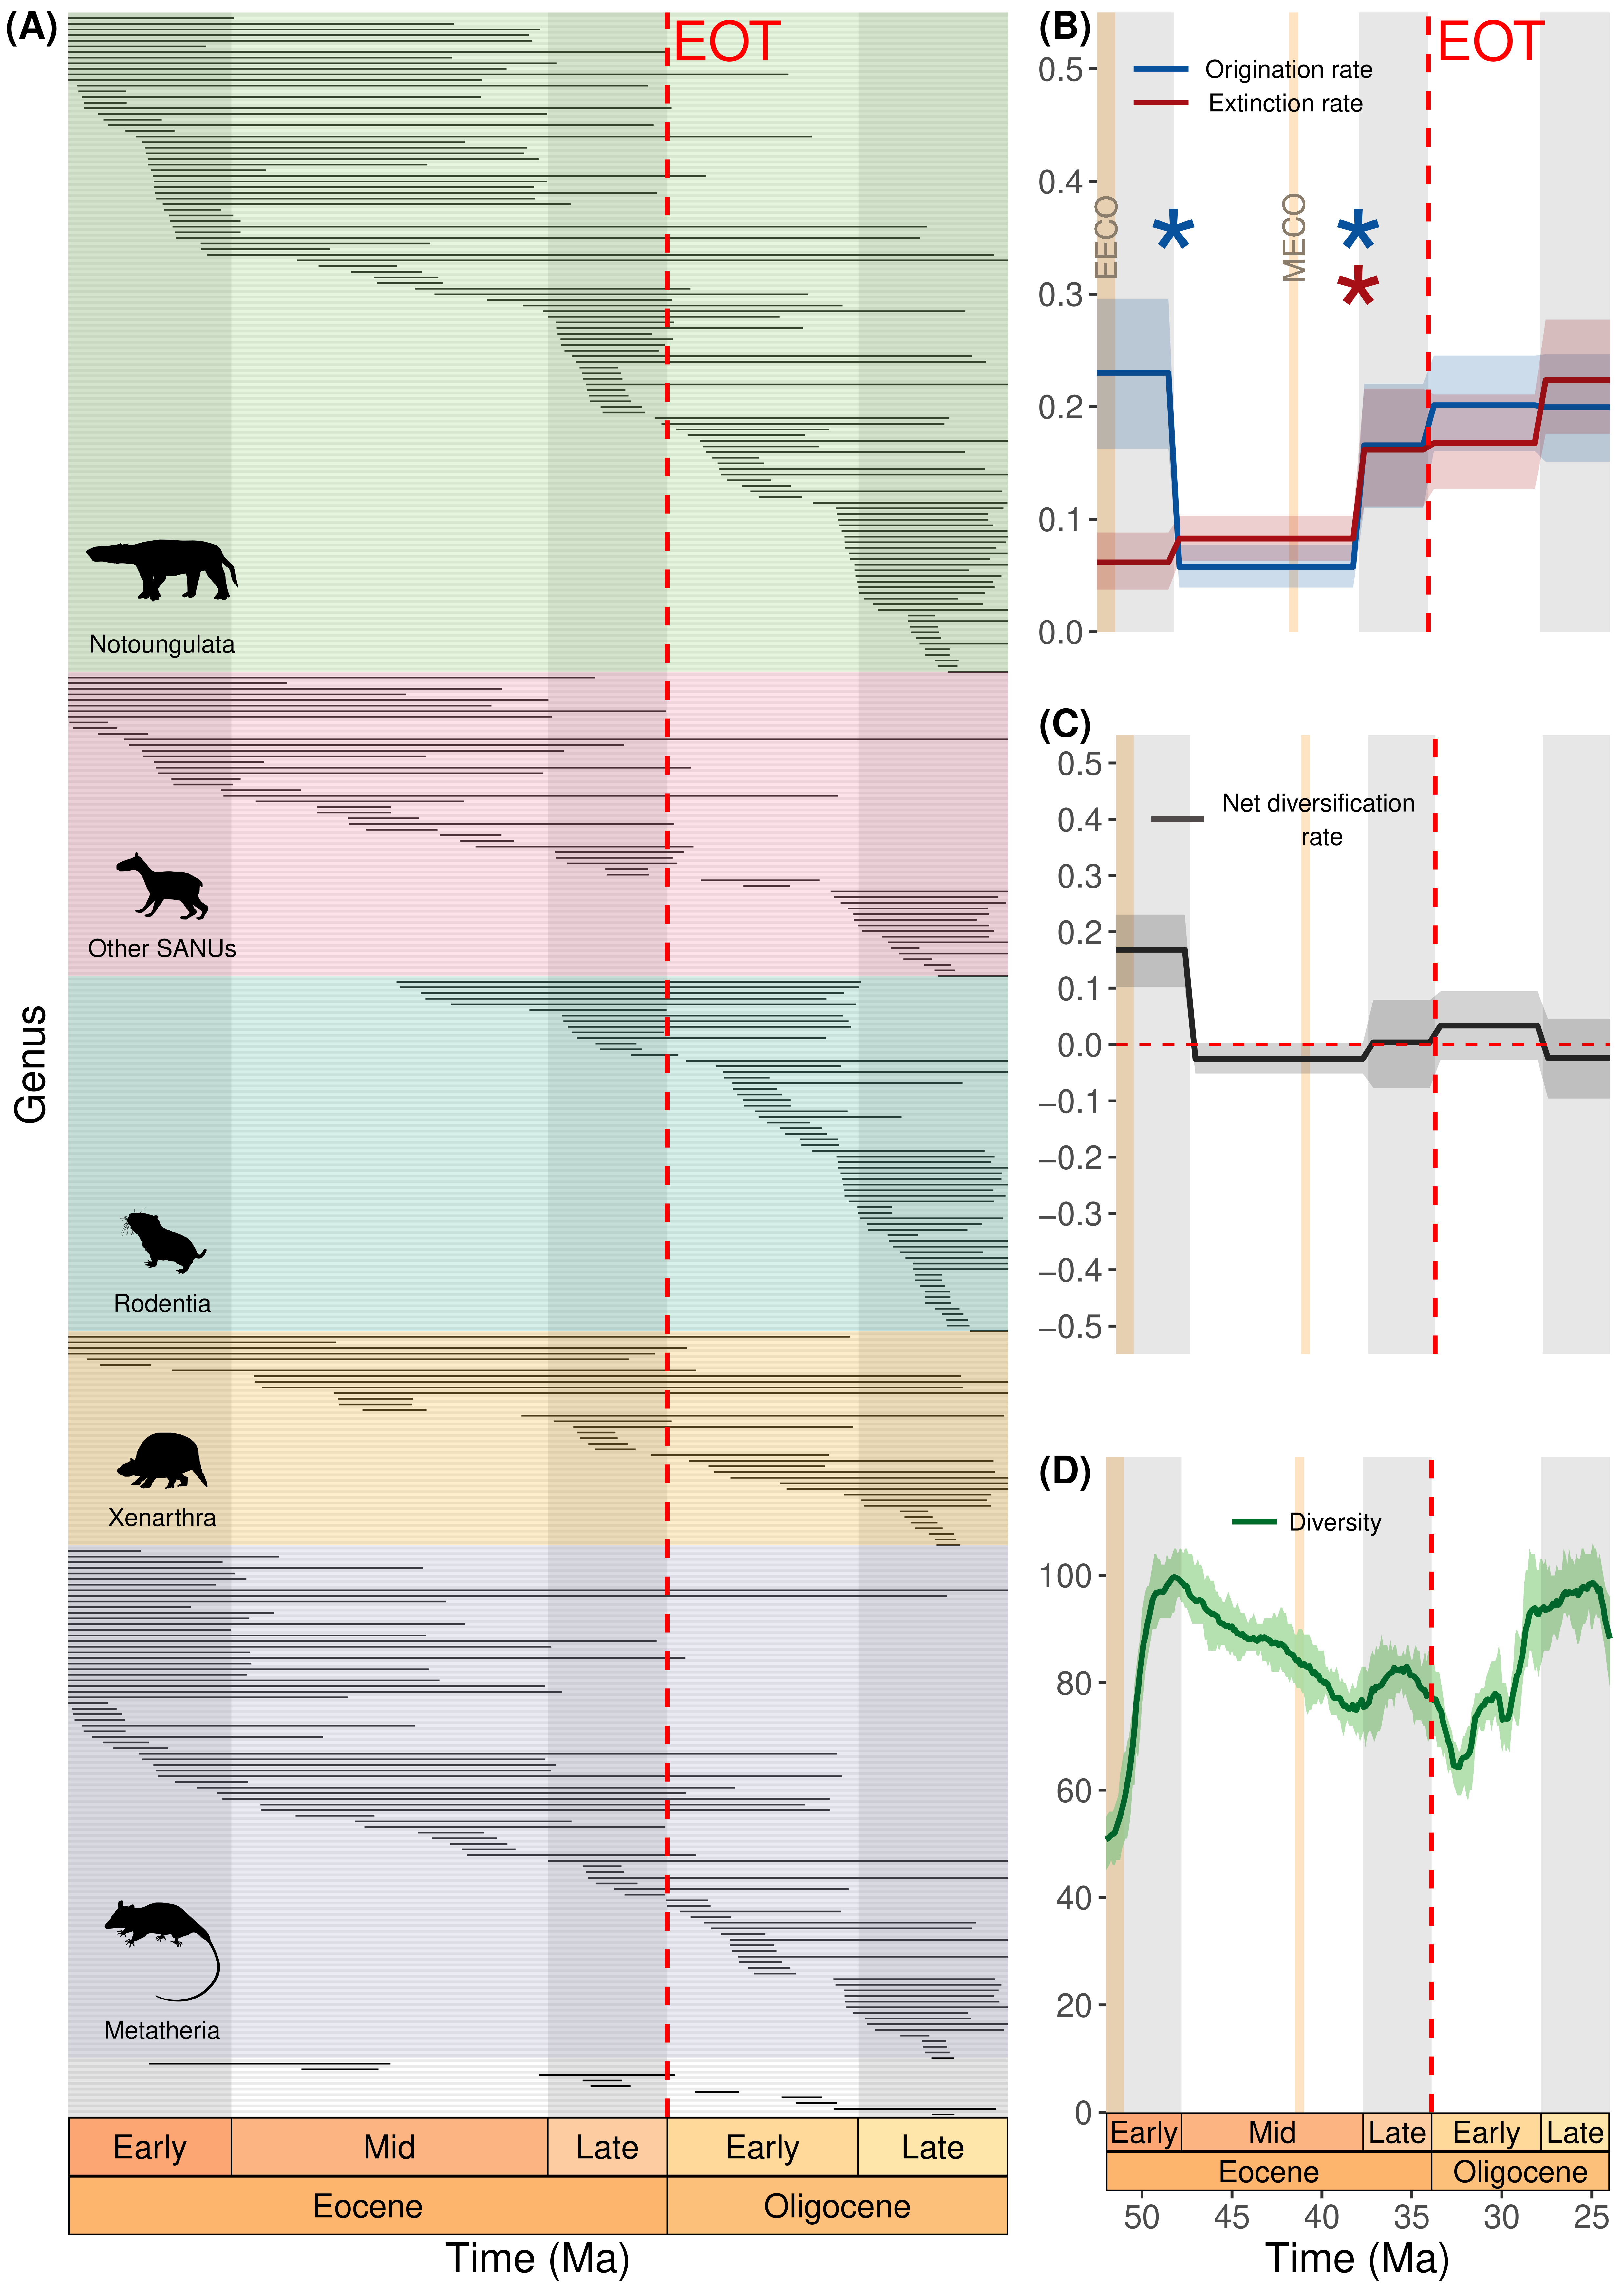 (A)
EOT
Genus
Notoungulata
Other SANUs
Rodentia
Xenarthra
Metatheria
Early Mid Late Early Late
Eocene Oligocene
Time (Ma)
(B)
EOT
Origination rate
Extinction rate
EECO
MECO
*
*
*
0.5
0.4
0.3
0.2
0.1
0.0
(C)
Net diversification
rate
0.5
0.4
0.3
0.2
0.1
0.0
−0.1
−0.2
−0.3
−0.4
−0.5
(D)
Diversity
100
80
60
40
20
0
Early Mid Late Early Late
Eocene Oligocene
50 45 40 35 30 25
Time (Ma)